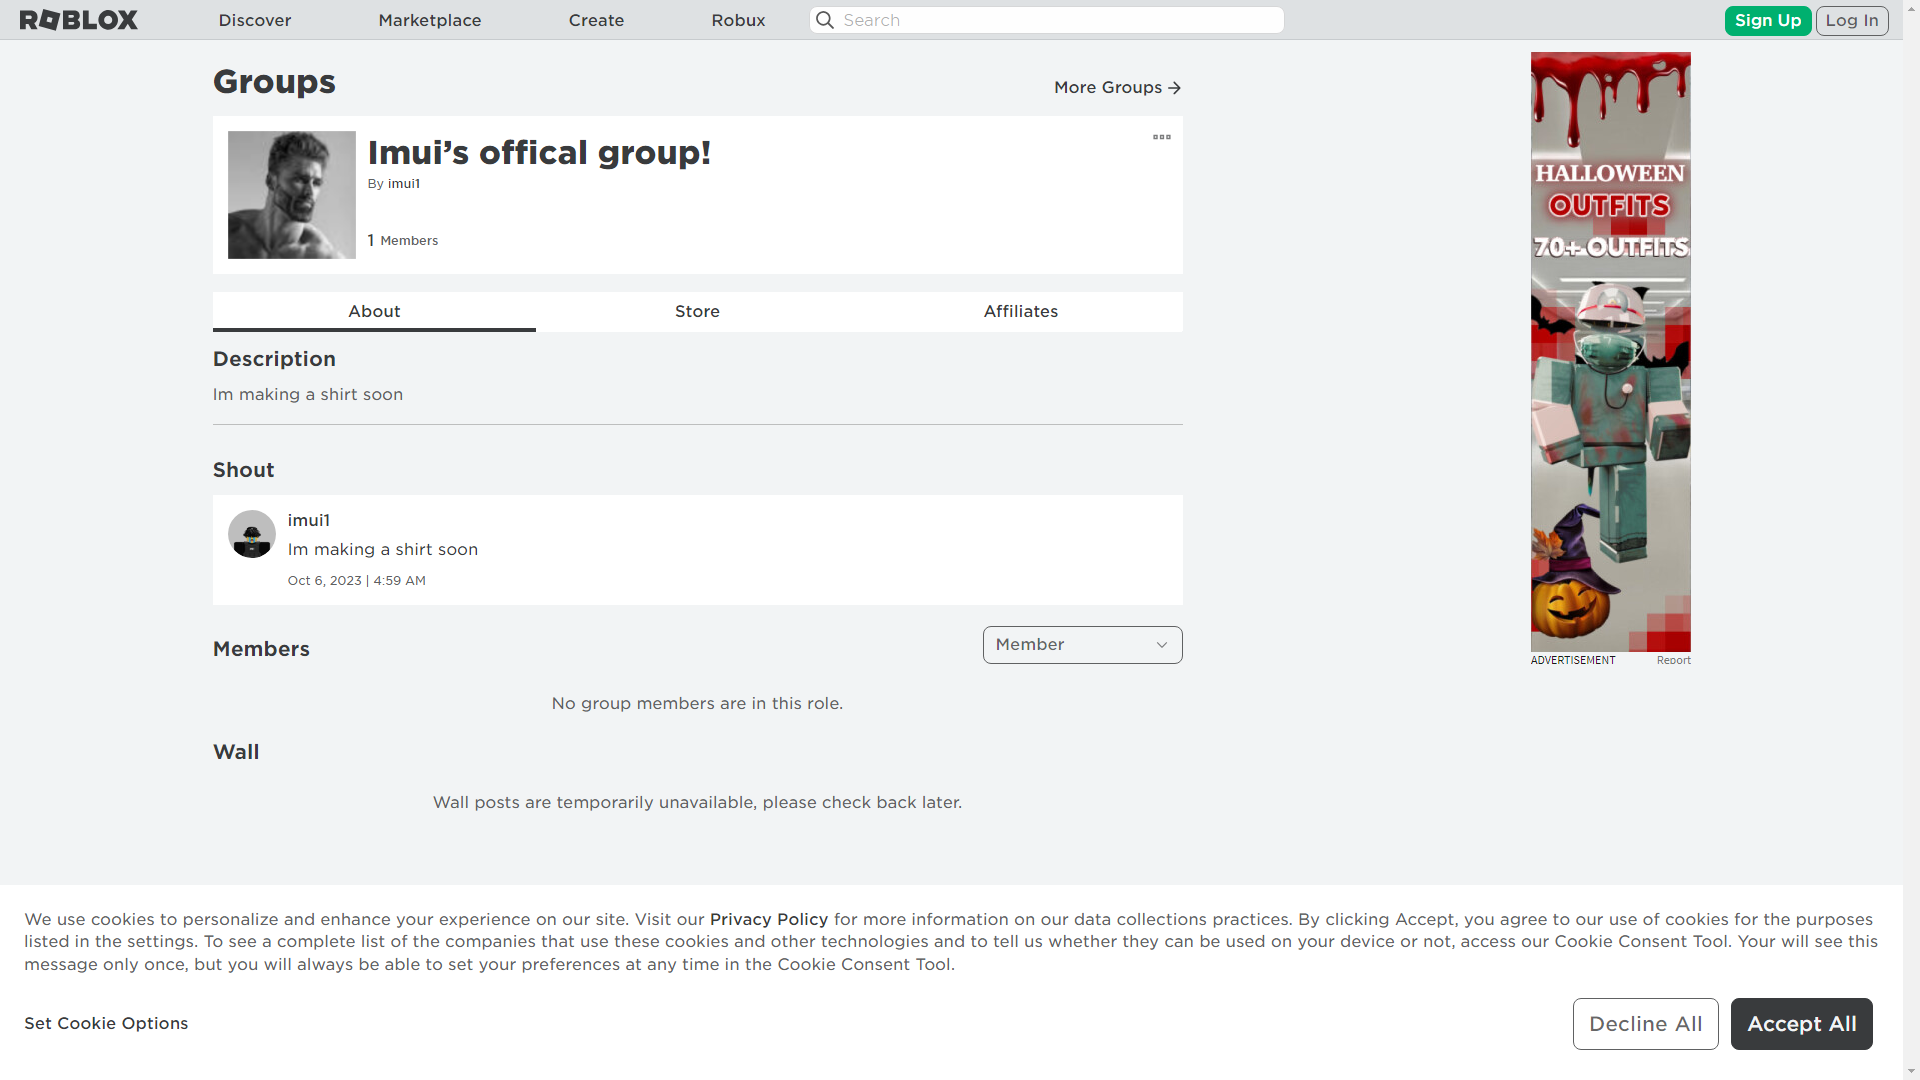 ROBLOX
Discover
Marketplace
Create
Robux
Search
Sign Up
Log In
Groups
More Groups
Imui’s offical group!
By imui1
1 Members
About
Store
Affiliates
Description
Im making a shirt soon
Shout
imui1
Im making a shirt soon
Oct 6, 2023 | 4:59 AM
Members
Member
No group members are in this role.
Wall
Wall posts are temporarily unavailable, please check back later.
HALLOWEEN
OUTFITS
70+ OUTFITS
ADVERTISEMENT
Report
We use cookies to personalize and enhance your experience on our site. Visit our Privacy Policy for more information on our data collections practices. By clicking Accept, you agree to our use of cookies for the purposes
listed in the settings. To see a complete list of the companies that use these cookies and other technologies and to tell us whether they can be used on your device or not, access our Cookie Consent Tool. Your will see this
message only once, but you will always be able to set your preferences at any time in the Cookie Consent Tool.
Set Cookie Options
Decline All
Accept All